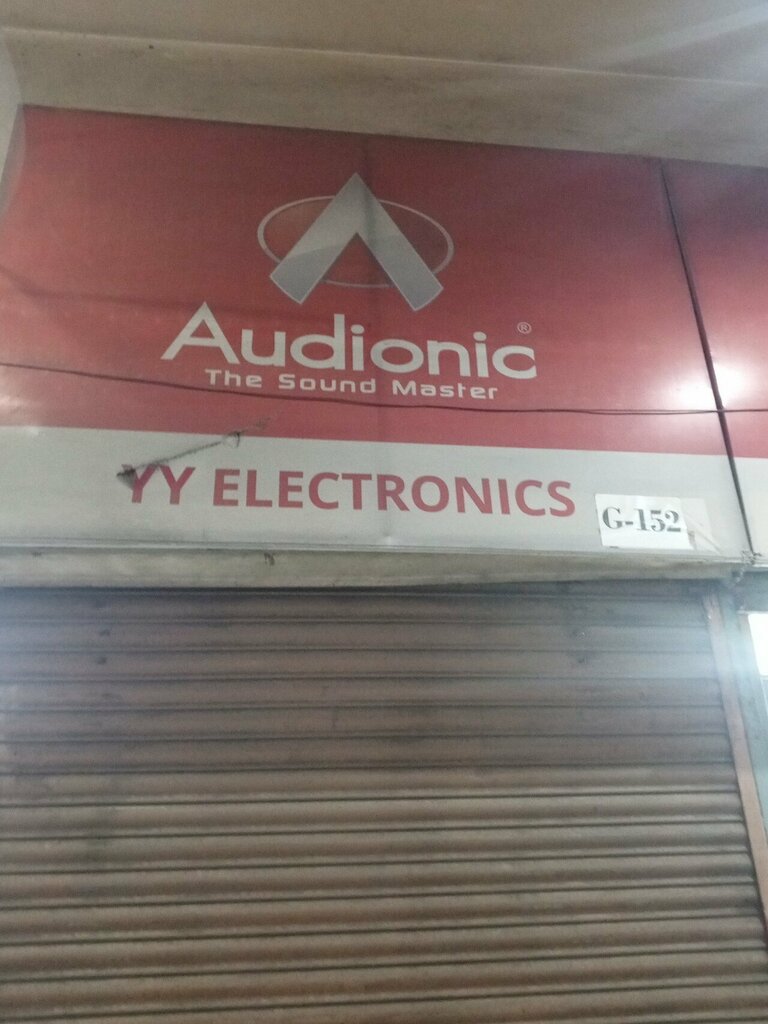 Audionic®
The Sound Master
YY ELECTRONICS
G-152